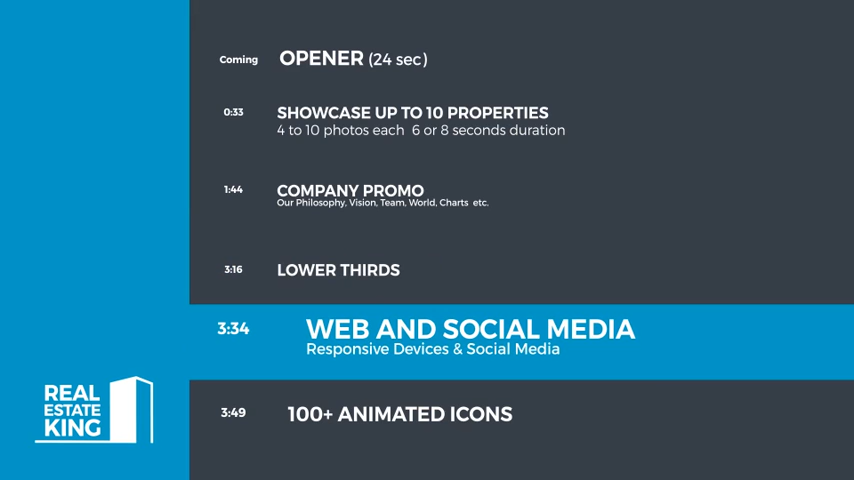 Coming OPENER (24 sec)
0:33 SHOWCASE UP TO 10 PROPERTIES
4 to 10 photos each 6 or 8 seconds duration
1:44 COMPANY PROMO
Our Philosophy, Vision, Team, World, Charts etc.
3:16 LOWER THIRDS
3:34 WEB AND SOCIAL MEDIA
Responsive Devices & Social Media
3:49 100+ ANIMATED ICONS
REAL
ESTATE
KING